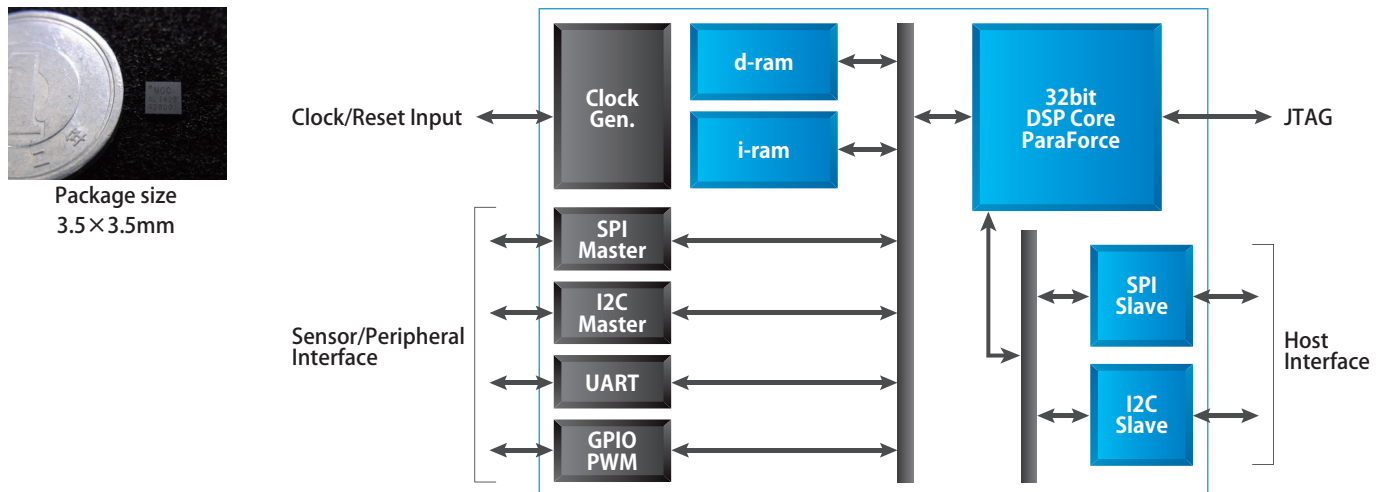 Package size
3.5×3.5mm
Clock/Reset Input
Clock
Gen.
d-ram
i-ram
32bit
DSP Core
ParaForce
JTAG
Sensor/Peripheral
Interface
SPI
Master
I2C
Master
UART
GPIO
PWM
SPI
Slave
I2C
Slave
Host
Interface